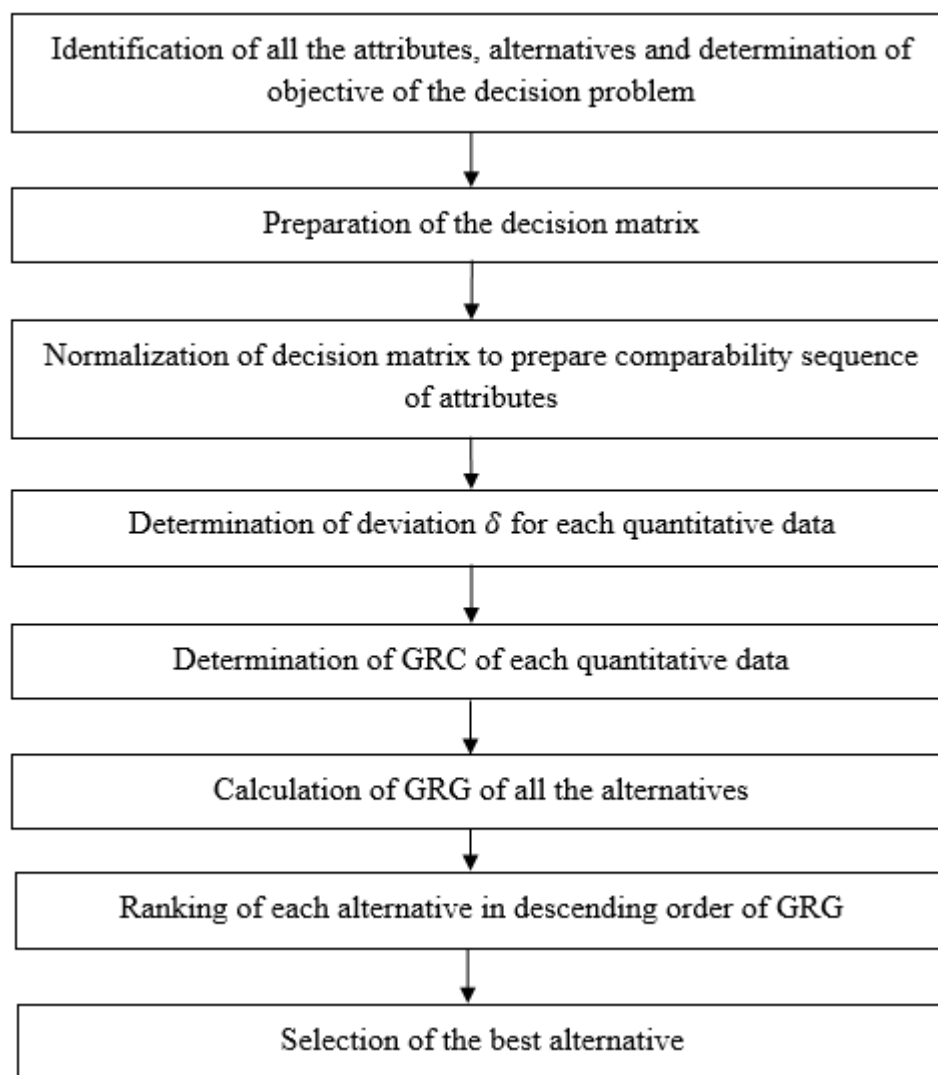 Identification of all the attributes, alternatives and determination of
objective of the decision problem
Preparation of the decision matrix
Normalization of decision matrix to prepare comparability sequence
of attributes
Determination of deviation δ for each quantitative data
Determination of GRC of each quantitative data
Calculation of GRG of all the alternatives
Ranking of each alternative in descending order of GRG
Selection of the best alternative